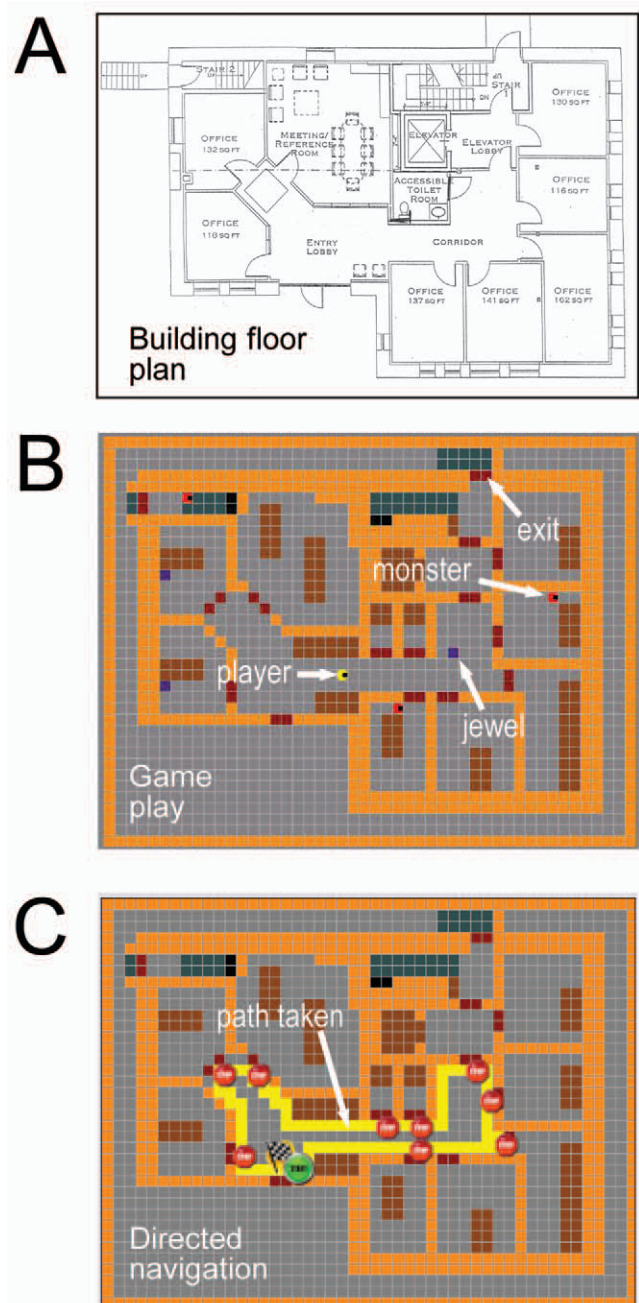 A
STAIR 2
UP
STAIR
1
DN
OFFICE
132 SQ FT
MEETING/
REFERENCE
ROOM
ELEVATOR
ELEVATOR
LOBBY
OFFICE
130 SQ FT
ACCESSIBLE
TOILET
ROOM
OFFICE
116 SQ FT
OFFICE
118 SQ FT
ENTRY
LOBBY
CORRIDOR
OFFICE
137 SQ FT
OFFICE
141 SQ FT
OFFICE
162 SQ FT
Building floor
plan
B
exit
monster
player
jewel
Game
play
C
path taken
Directed
navigation